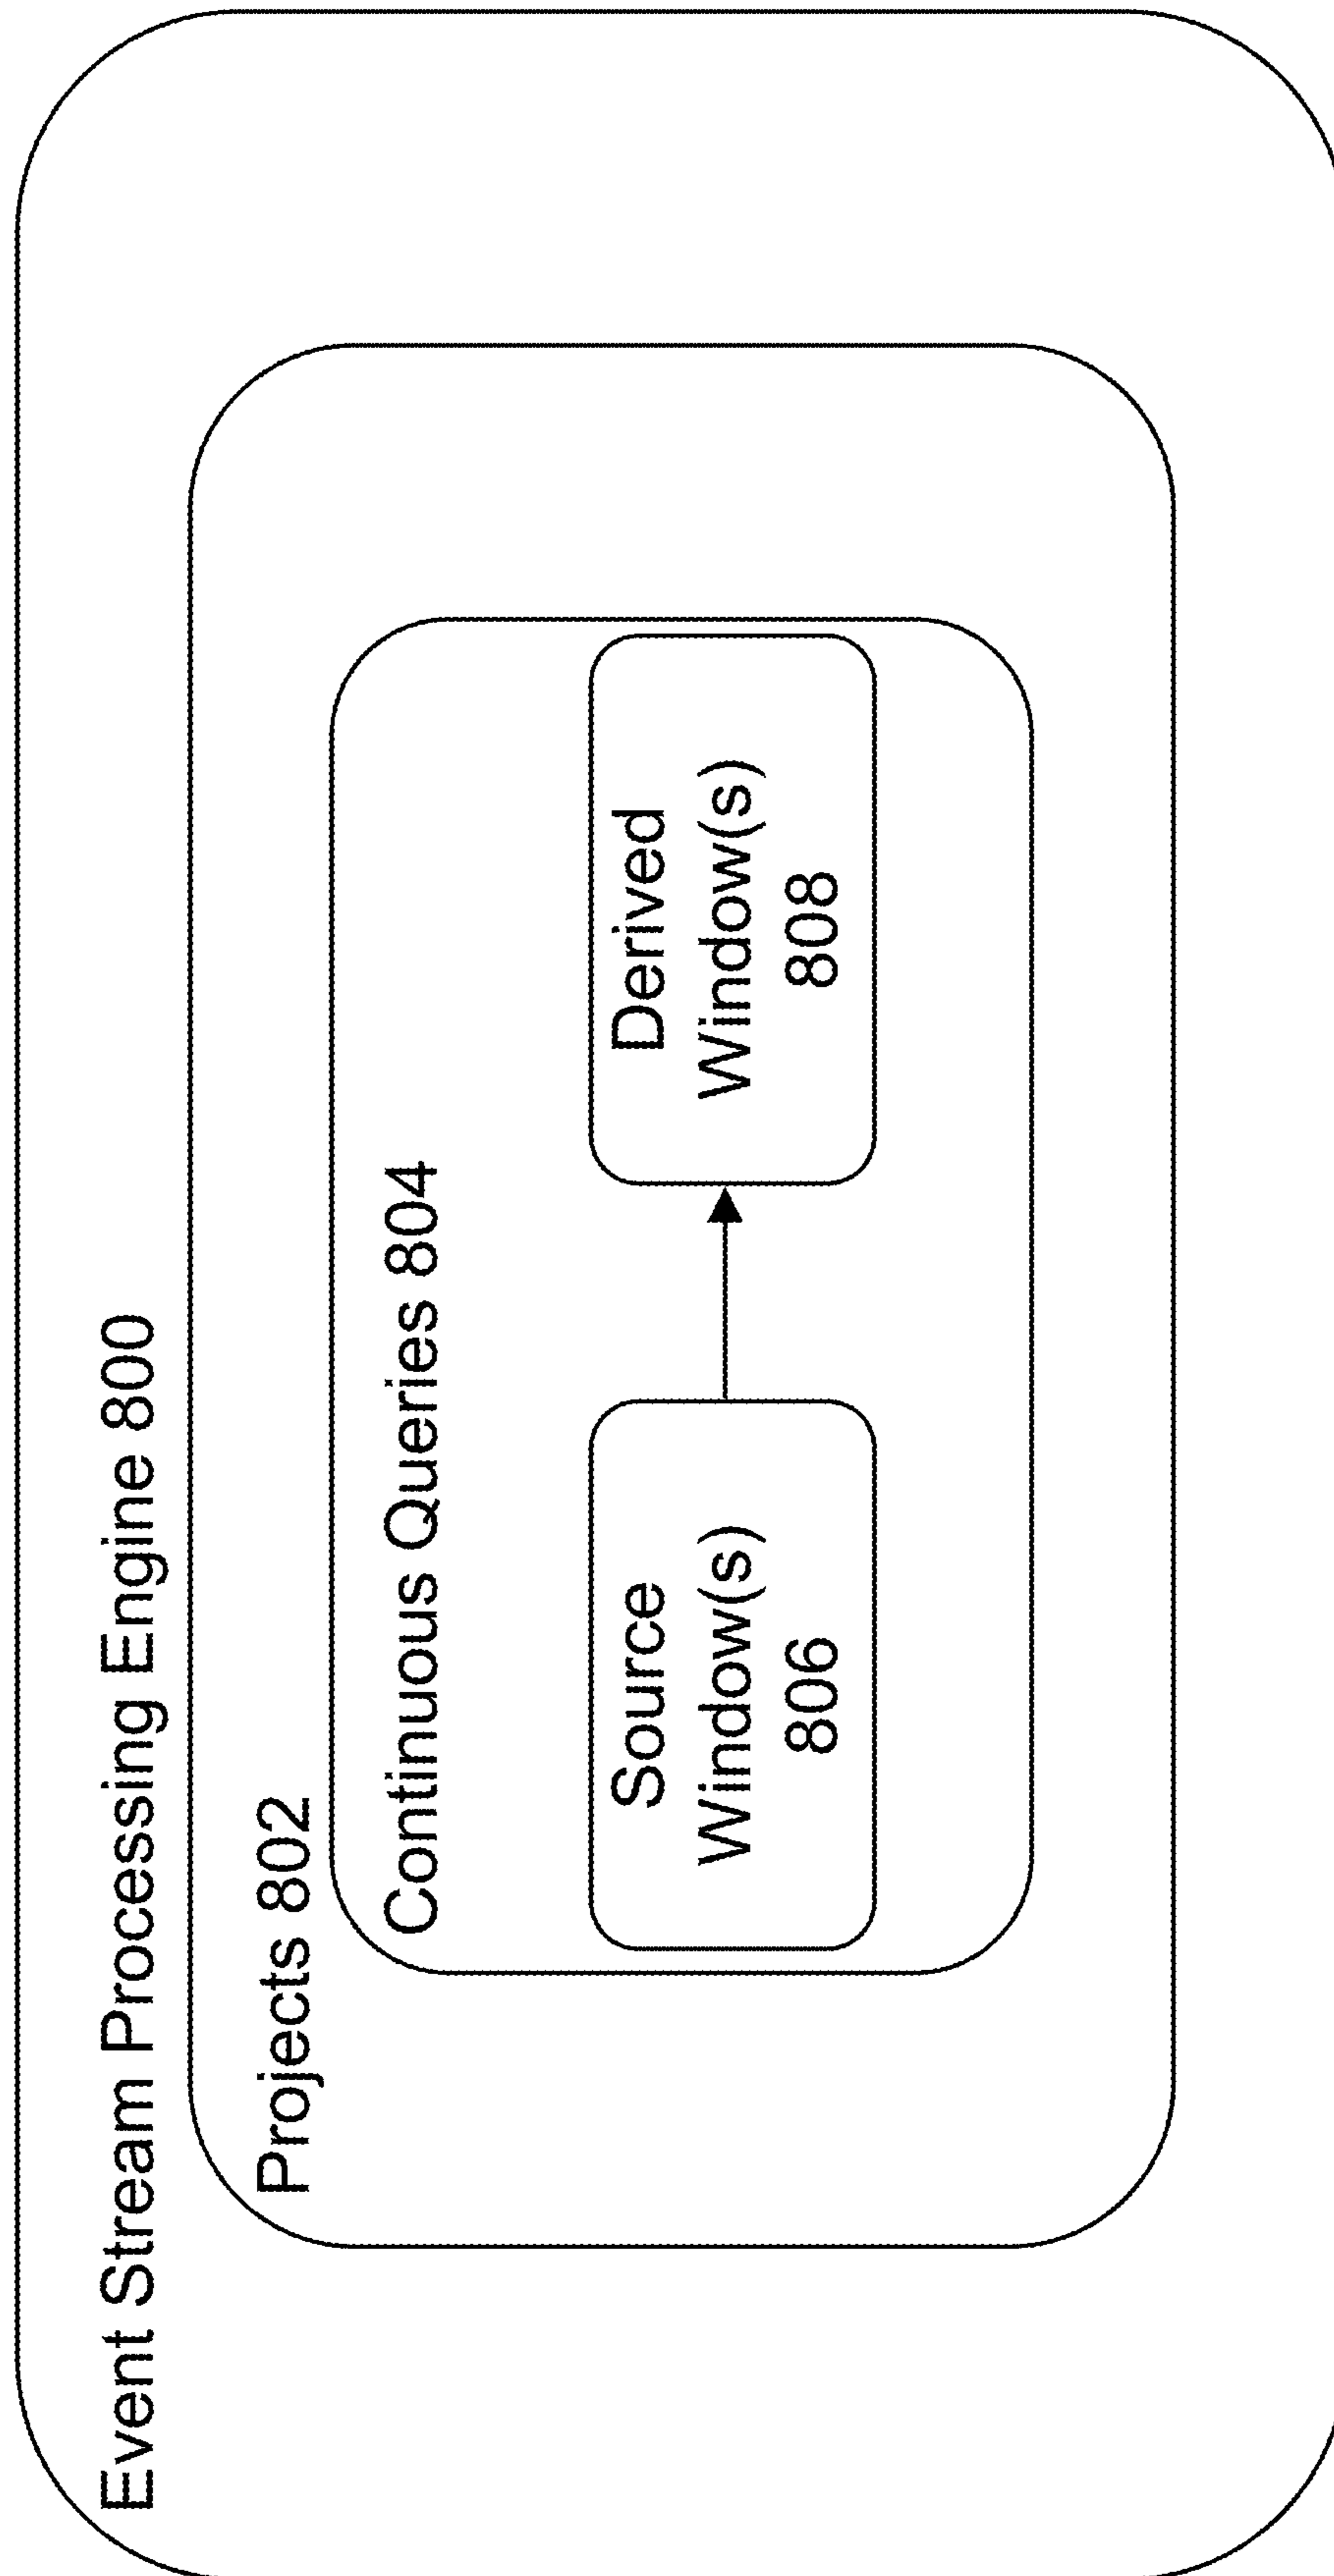 Event Stream Processing Engine 800
Projects 802
Continuous Queries 804
Source
Window(s)
806
Derived
Window(s)
808